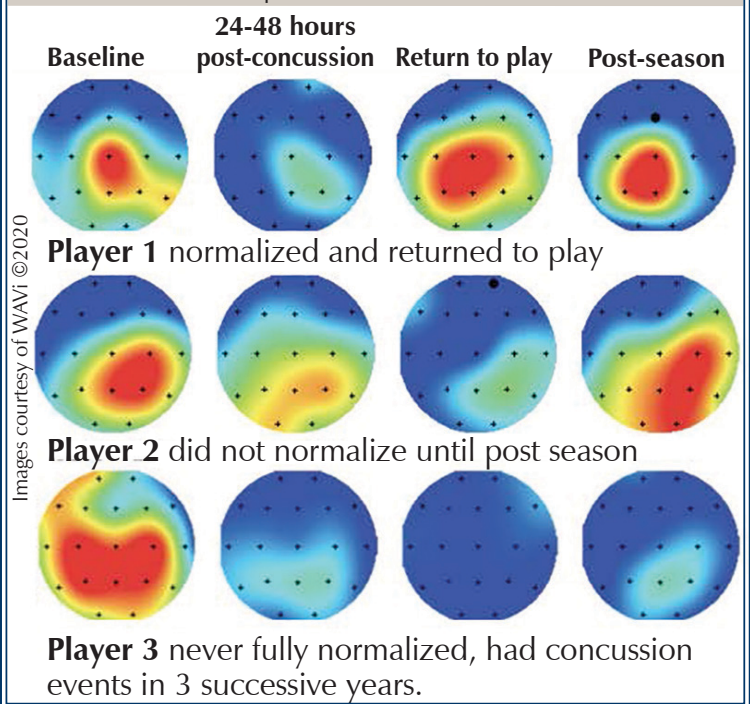 24-48 hours
Baseline post-concussion Return to play Post-season
Images courtesy of WAVi ©2020
Player 1 normalized and returned to play
Player 2 did not normalize until post season
Player 3 never fully normalized, had concussion
events in 3 successive years.